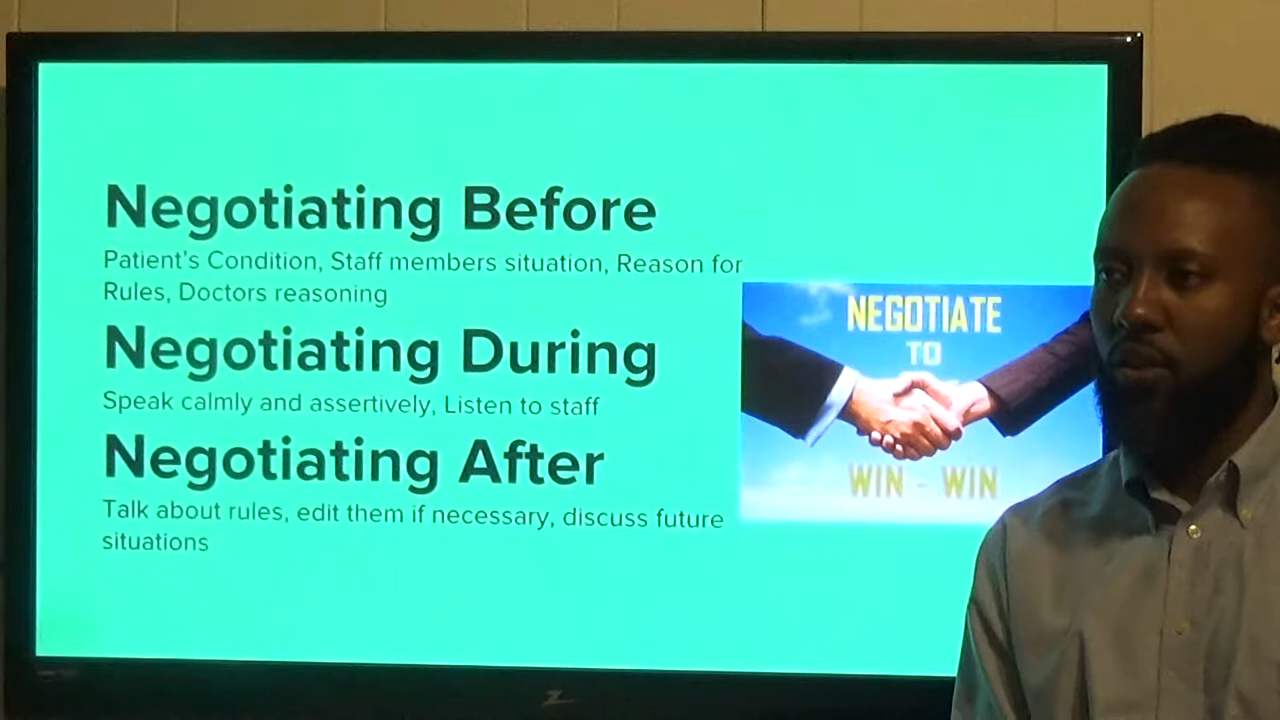 Negotiating Before
Patient's Condition, Staff members situation, Reason for
Rules, Doctors reasoning
Negotiating During
Speak calmly and assertively, Listen to staff
Negotiating After
Talk about rules, edit them if necessary, discuss future
situations
NEGOTIATE
TO
WIN - WIN